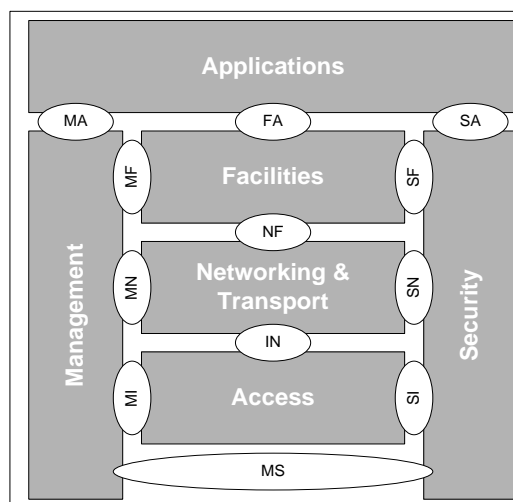 Applications
MA
FA
SA
MF
Facilities
SF
NF
Management
MN
Networking &
Transport
SN
Security
IN
MI
Access
SI
MS